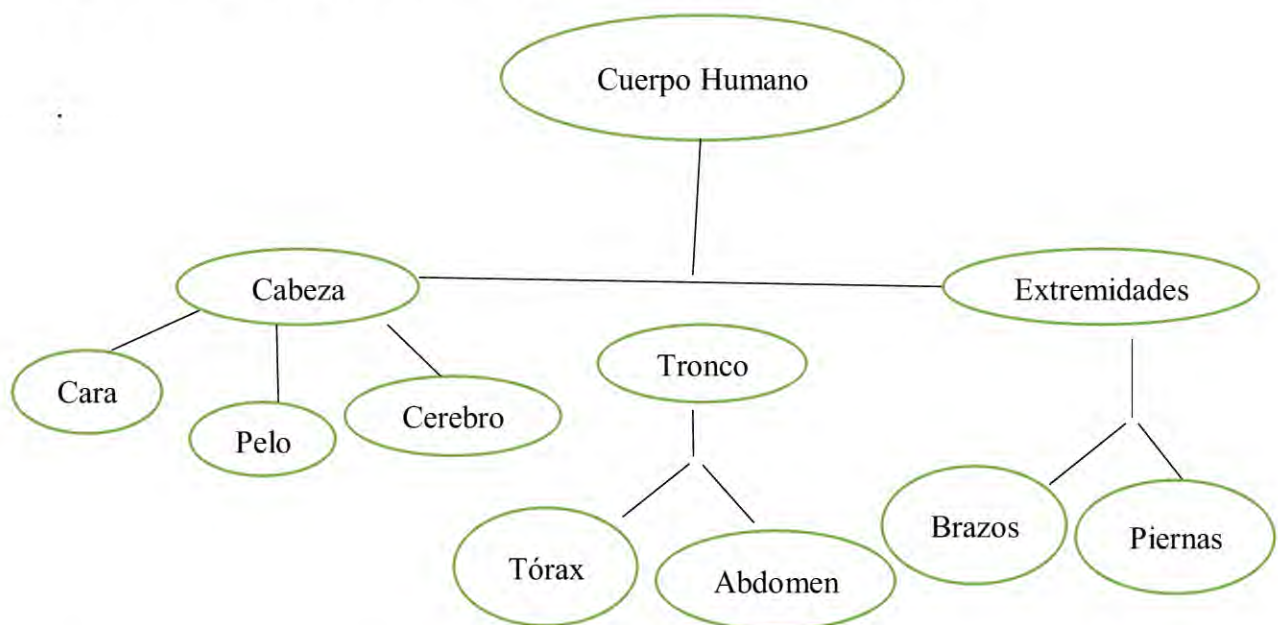 Cuerpo Humano
Cabeza
Extremidades
Tronco
Cara
Pelo
Cerebro
Tórax
Abdomen
Brazos
Piernas